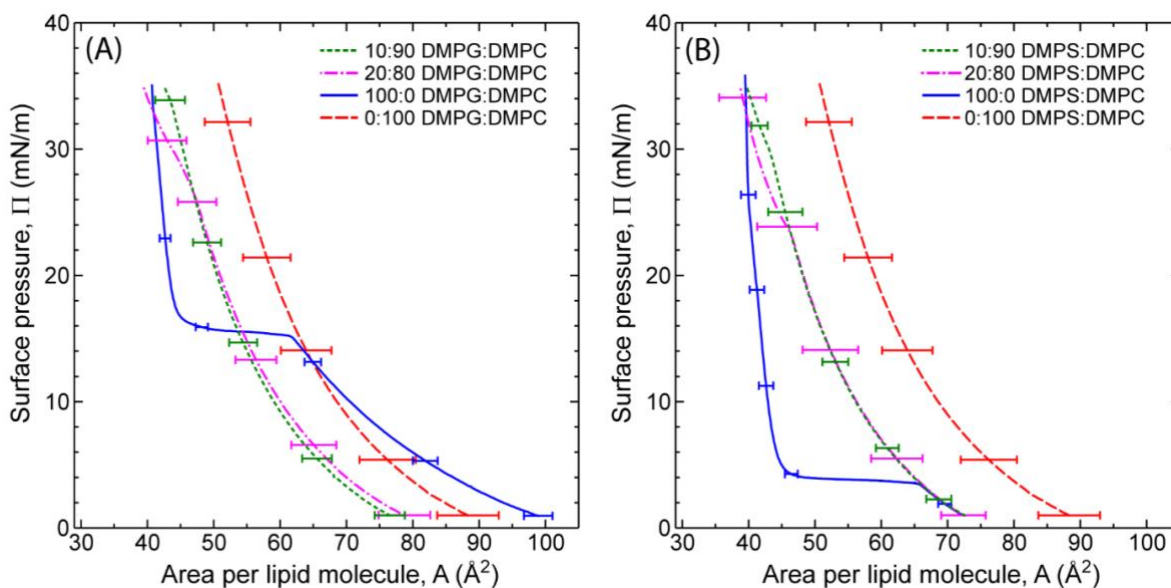 (A)
10:90 DMPG:DMPC
20:80 DMPG:DMPC
100:0 DMPG:DMPC
0:100 DMPG:DMPC
Surface pressure, Π (mN/m)
40
30
20
10
0
30 40 50 60 70 80 90 100
Area per lipid molecule, A (Å²)
(B)
10:90 DMPS:DMPC
20:80 DMPS:DMPC
100:0 DMPS:DMPC
0:100 DMPS:DMPC
Surface pressure, Π (mN/m)
40
30
20
10
0
30 40 50 60 70 80 90 100
Area per lipid molecule, A (Å²)